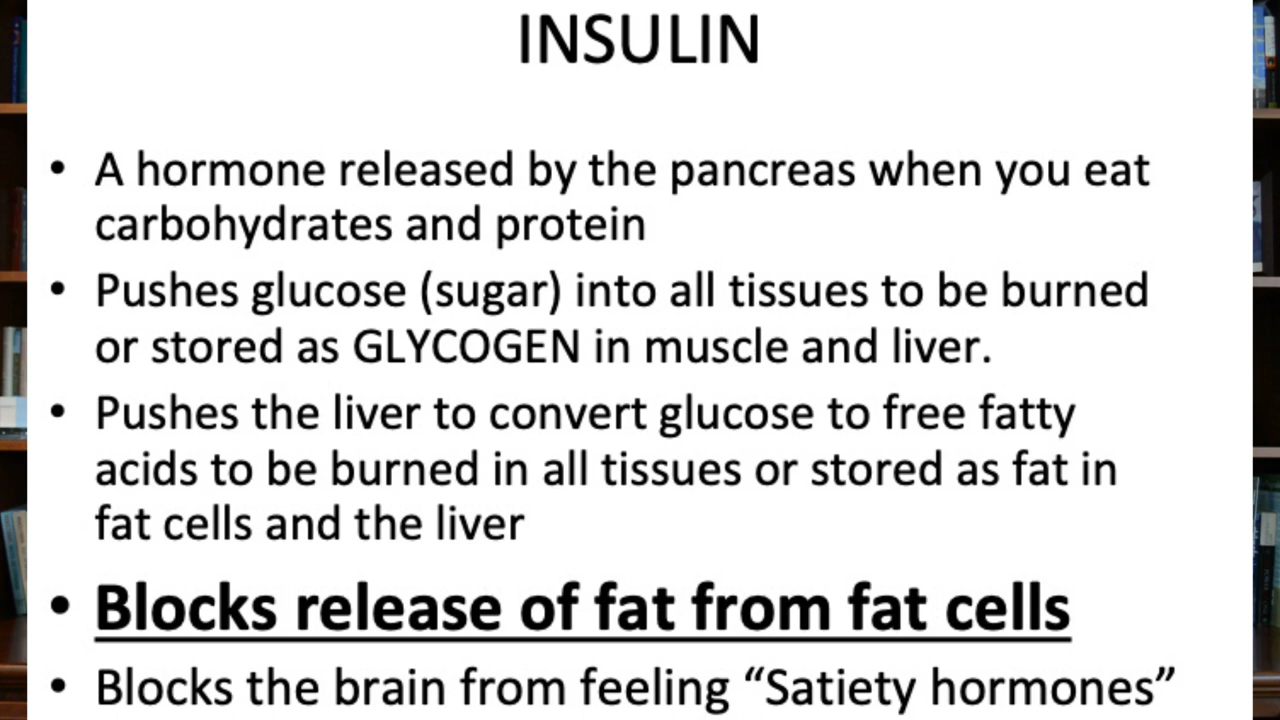 INSULIN
• A hormone released by the pancreas when you eat
carbohydrates and protein
• Pushes glucose (sugar) into all tissues to be burned
or stored as GLYCOGEN in muscle and liver.
• Pushes the liver to convert glucose to free fatty
acids to be burned in all tissues or stored as fat in
fat cells and the liver
• Blocks release of fat from fat cells
• Blocks the brain from feeling “Satiety hormones”